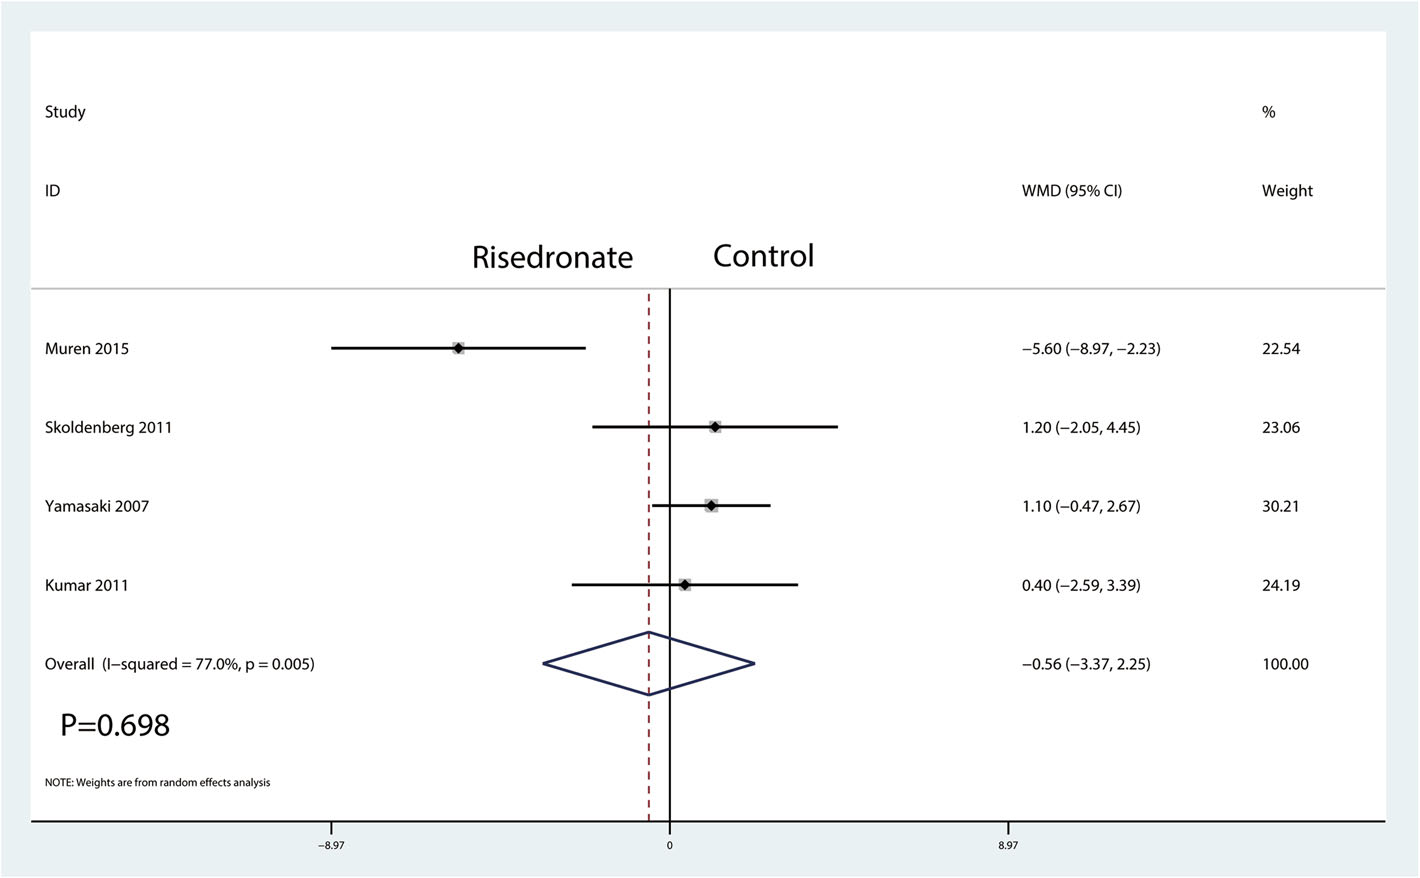 Study %
ID WMD (95% CI) Weight
Risedronate Control
Muren 2015 −5.60 (−8.97, −2.23) 22.54
Skoldenberg 2011 1.20 (−2.05, 4.45) 23.06
Yamasaki 2007 1.10 (−0.47, 2.67) 30.21
Kumar 2011 0.40 (−2.59, 3.39) 24.19
Overall (I−squared = 77.0%, p = 0.005) −0.56 (−3.37, 2.25) 100.00
P=0.698
NOTE: Weights are from random effects analysis
−8.97 0 8.97